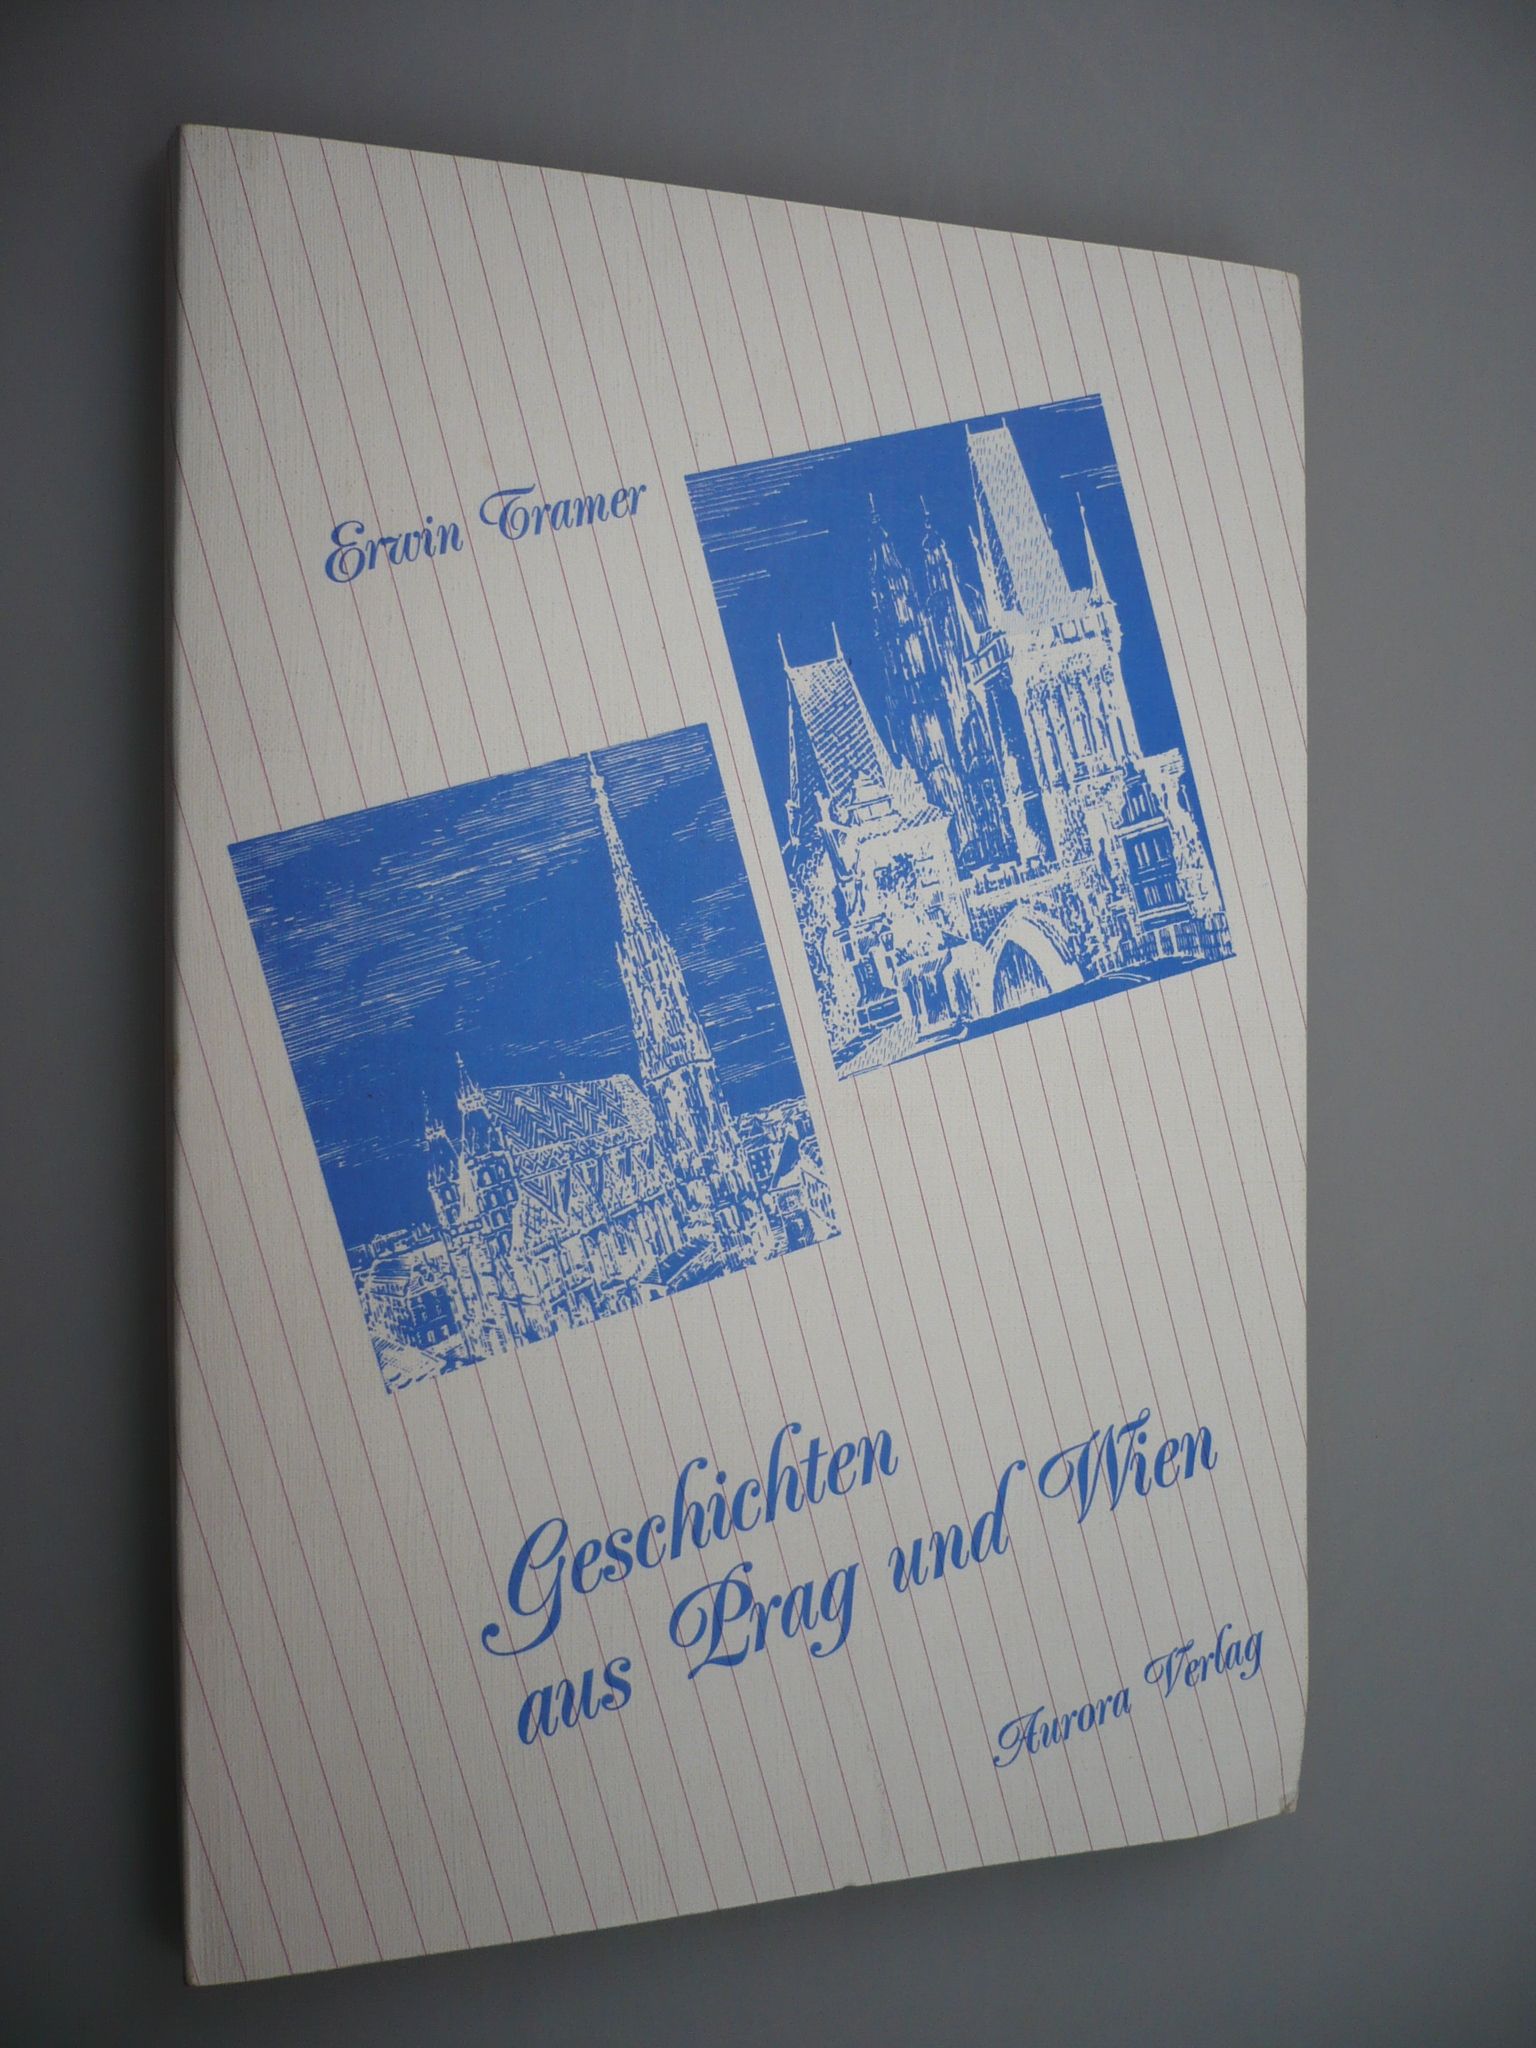 Erwin Tramer
Geschichten
aus Prag und Wien
Aurora Verlag